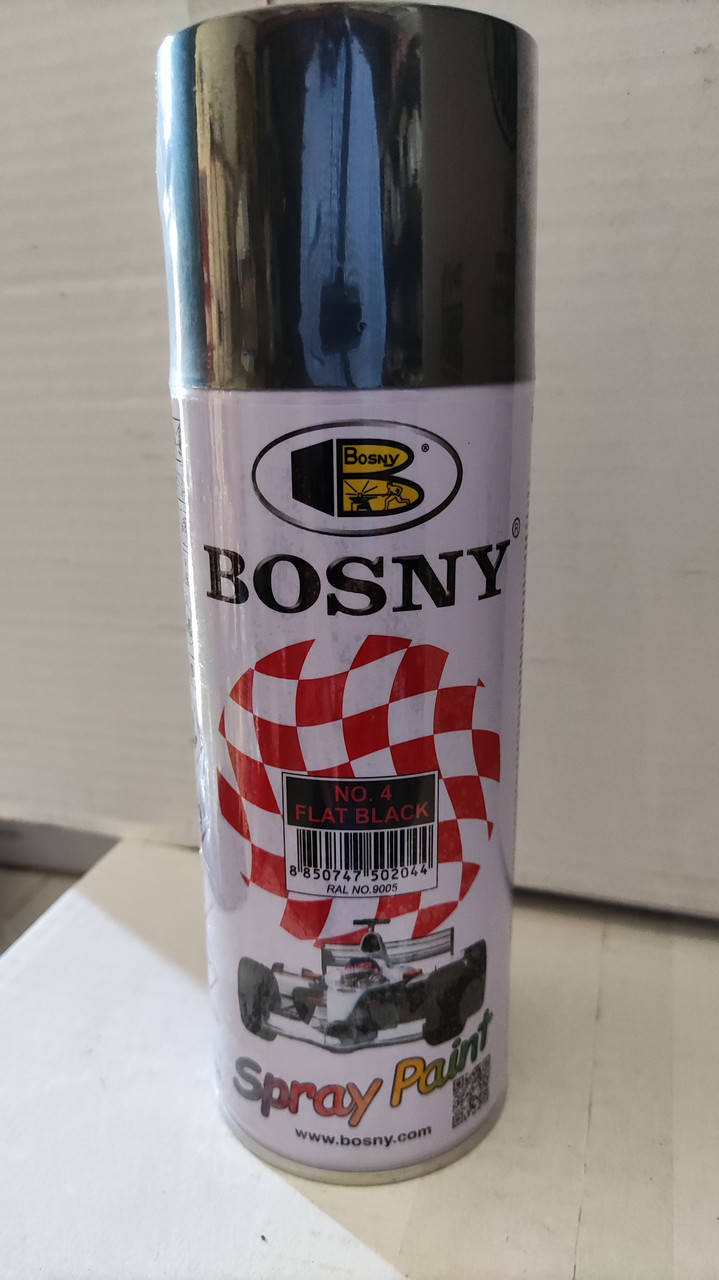 BOSNY
®
BOSNY®
NO. 4
FLAT BLACK
8 850747 502044
RAL NO.9005
Spray Paint
www.bosny.com